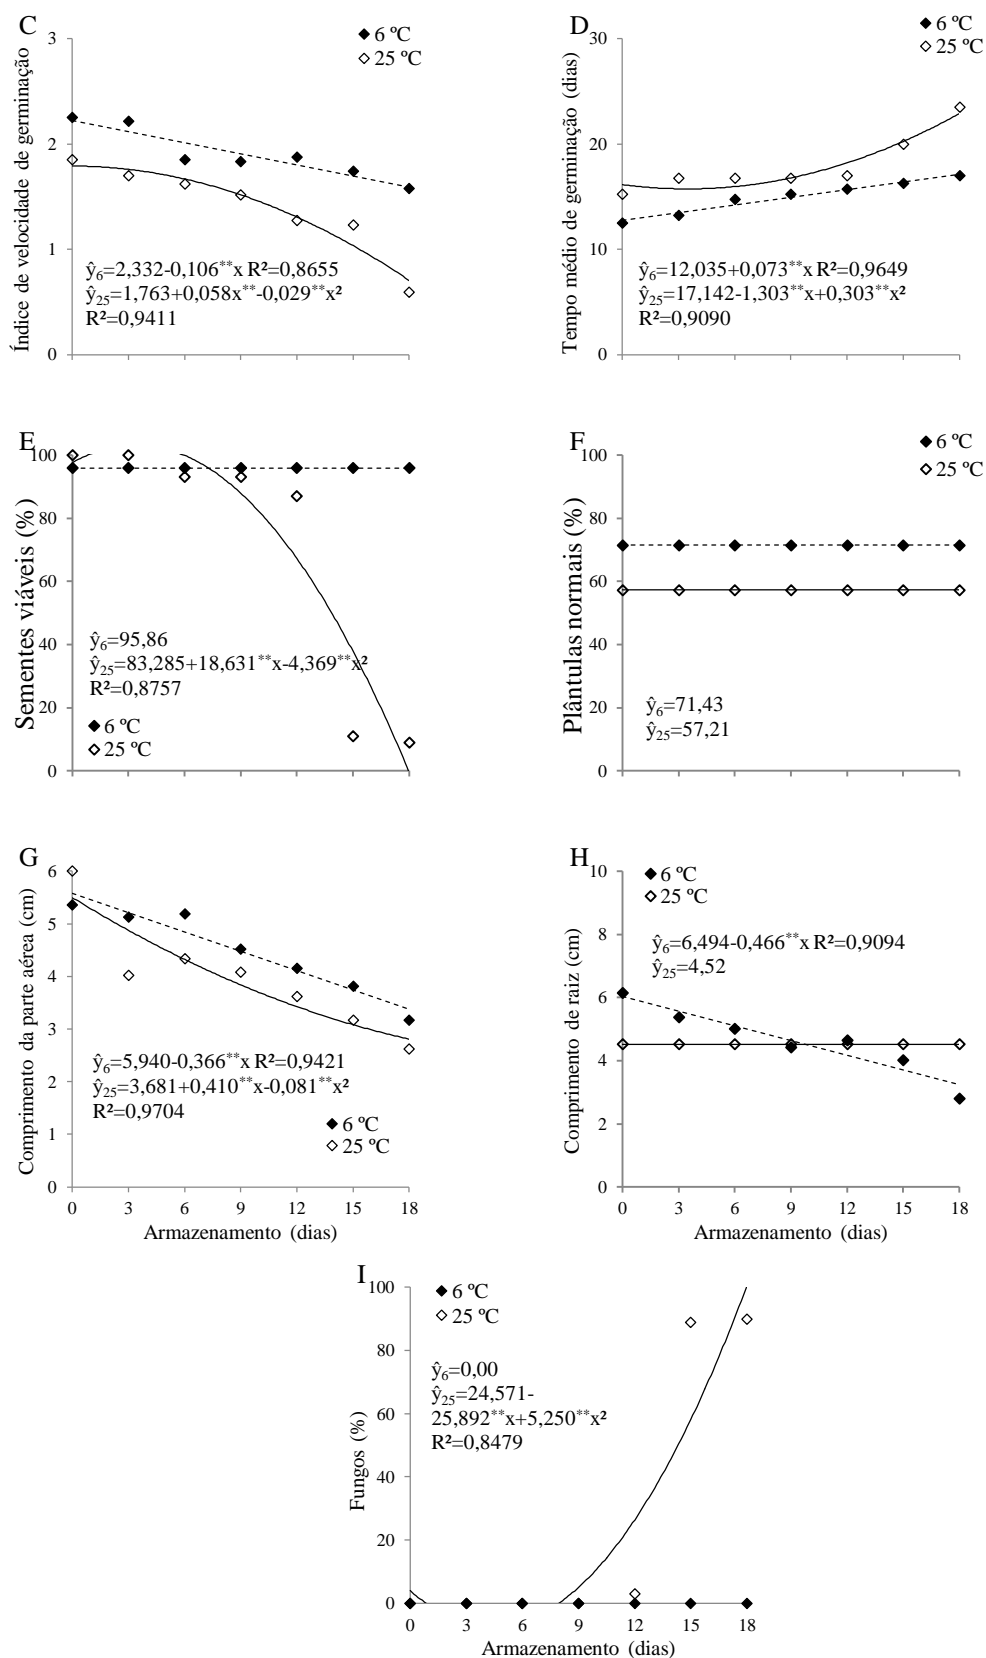 C
6 ºC
25 ºC
Índice de velocidade de germinação
3
2
1
0
ŷ6=2,332-0,106**x R²=0,8655
ŷ25=1,763+0,058x**-0,029**x²
R²=0,9411
D
6 ºC
25 ºC
Tempo médio de germinação (dias)
30
20
10
0
ŷ6=12,035+0,073**x R²=0,9649
ŷ25=17,142-1,303**x+0,303**x²
R²=0,9090
E
Sementes viáveis (%)
100
80
60
40
20
0
ŷ6=95,86
ŷ25=83,285+18,631**x-4,369**x²
R²=0,8757
6 ºC
25 ºC
F
6 ºC
25 ºC
Plântulas normais (%)
100
80
60
40
20
0
ŷ6=71,43
ŷ25=57,21
G
Comprimento da parte aérea (cm)
6
5
4
3
2
1
0
ŷ6=5,940-0,366**x R²=0,9421
ŷ25=3,681+0,410**x-0,081**x²
R²=0,9704
6 ºC
25 ºC
0 3 6 9 12 15 18
Armazenamento (dias)
H
6 ºC
25 ºC
Comprimento de raiz (cm)
10
8
6
4
2
0
ŷ6=6,494-0,466**x R²=0,9094
ŷ25=4,52
0 3 6 9 12 15 18
Armazenamento (dias)
I
6 ºC
25 ºC
Fungos (%)
100
80
60
40
20
0
ŷ6=0,00
ŷ25=24,571-
25,892**x+5,250**x²
R²=0,8479
0 3 6 9 12 15 18
Armazenamento (dias)